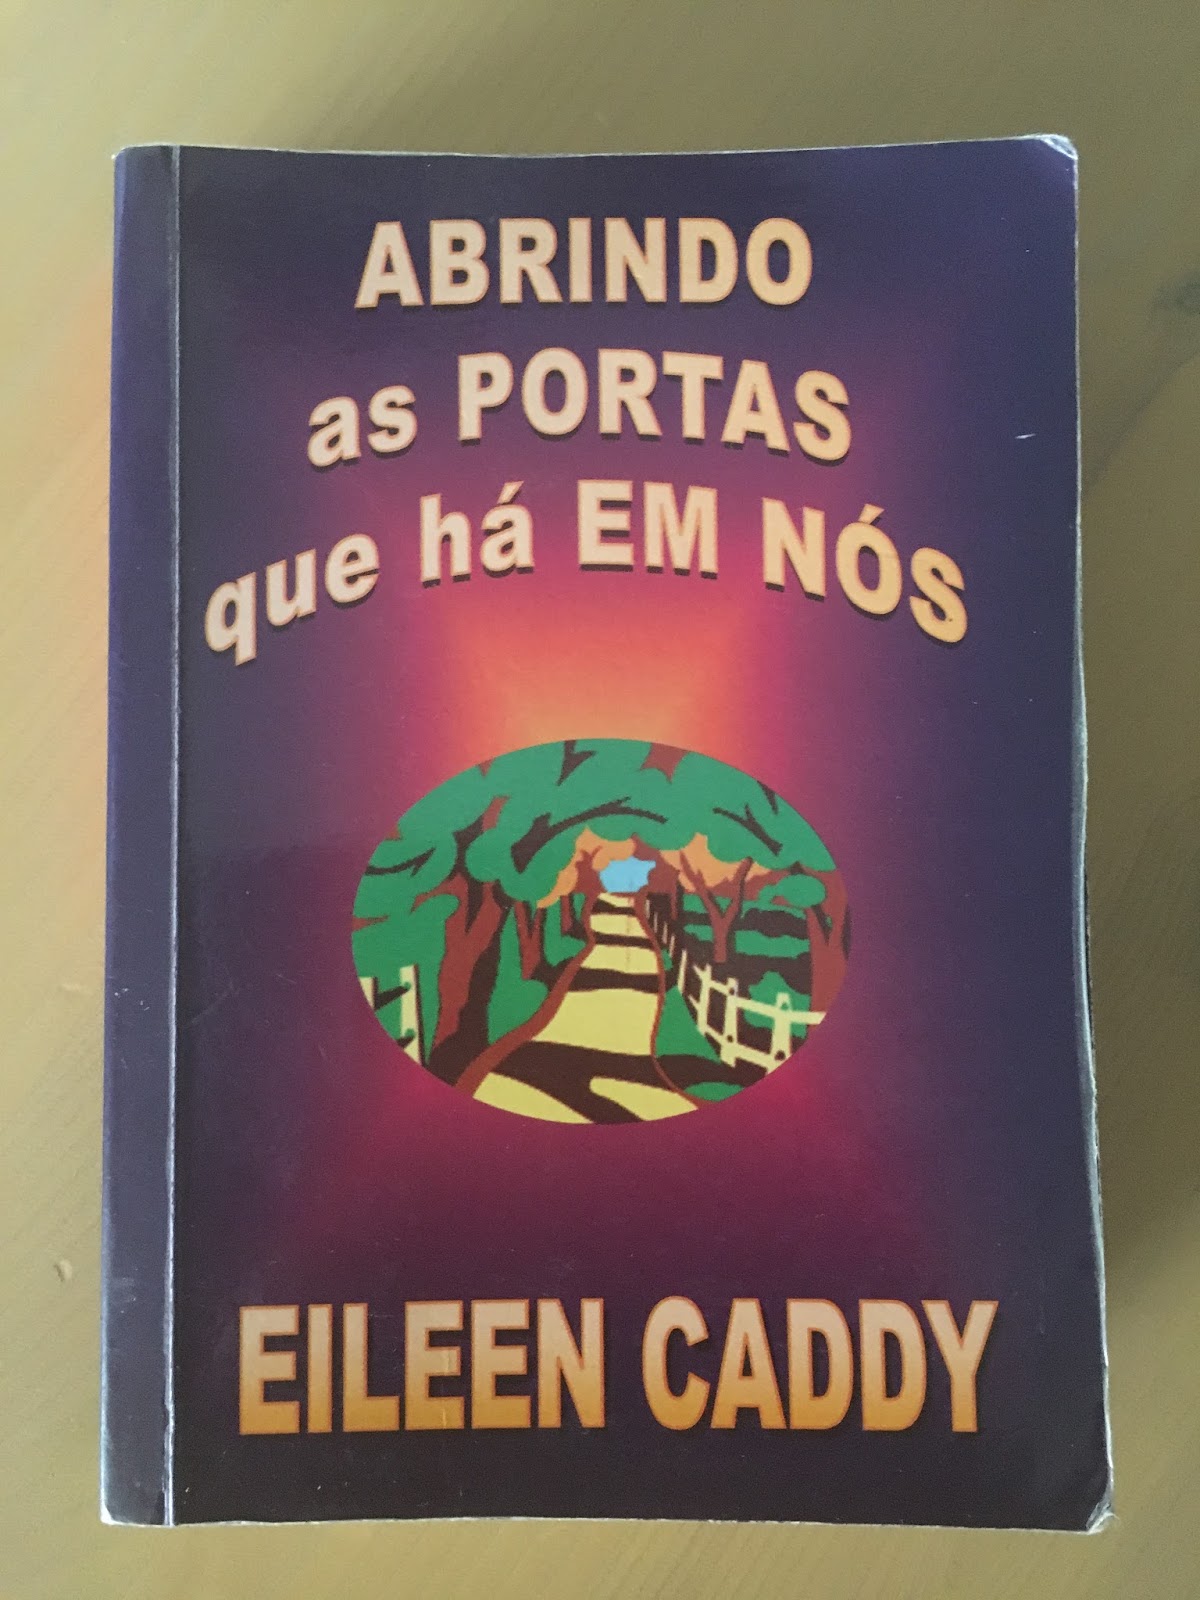 ABRINDO
as PORTAS
que há EM NÓS
EILEEN CADDY